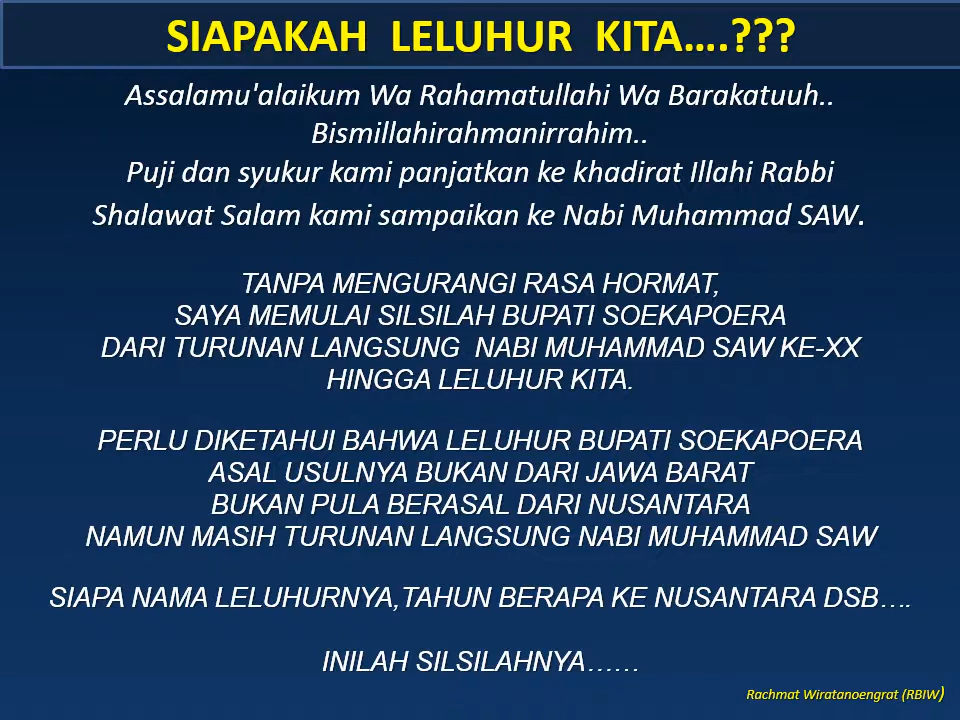 SIAPAKAH LELUHUR KITA....???
Assalamu'alaikum Wa Rahamatullahi Wa Barakatuuh..
Bismillahirahmanirrahim..
Puji dan syukur kami panjatkan ke khadirat Illahi Rabbi
Shalawat Salam kami sampaikan ke Nabi Muhammad SAW.
TANPA MENGURANGI RASA HORMAT,
SAYA MEMULAI SILSILAH BUPATI SOEKAPOERA
DARI TURUNAN LANGSUNG NABI MUHAMMAD SAW KE-XX
HINGGA LELUHUR KITA.
PERLU DIKETAHUI BAHWA LELUHUR BUPATI SOEKAPOERA
ASAL USULNYA BUKAN DARI JAWA BARAT
BUKAN PULA BERASAL DARI NUSANTARA
NAMUN MASIH TURUNAN LANGSUNG NABI MUHAMMAD SAW
SIAPA NAMA LELUHURNYA,TAHUN BERAPA KE NUSANTARA DSB....
INILAH SILSILAHNYA......
Rachmat Wiratanoengrat (RBIW)